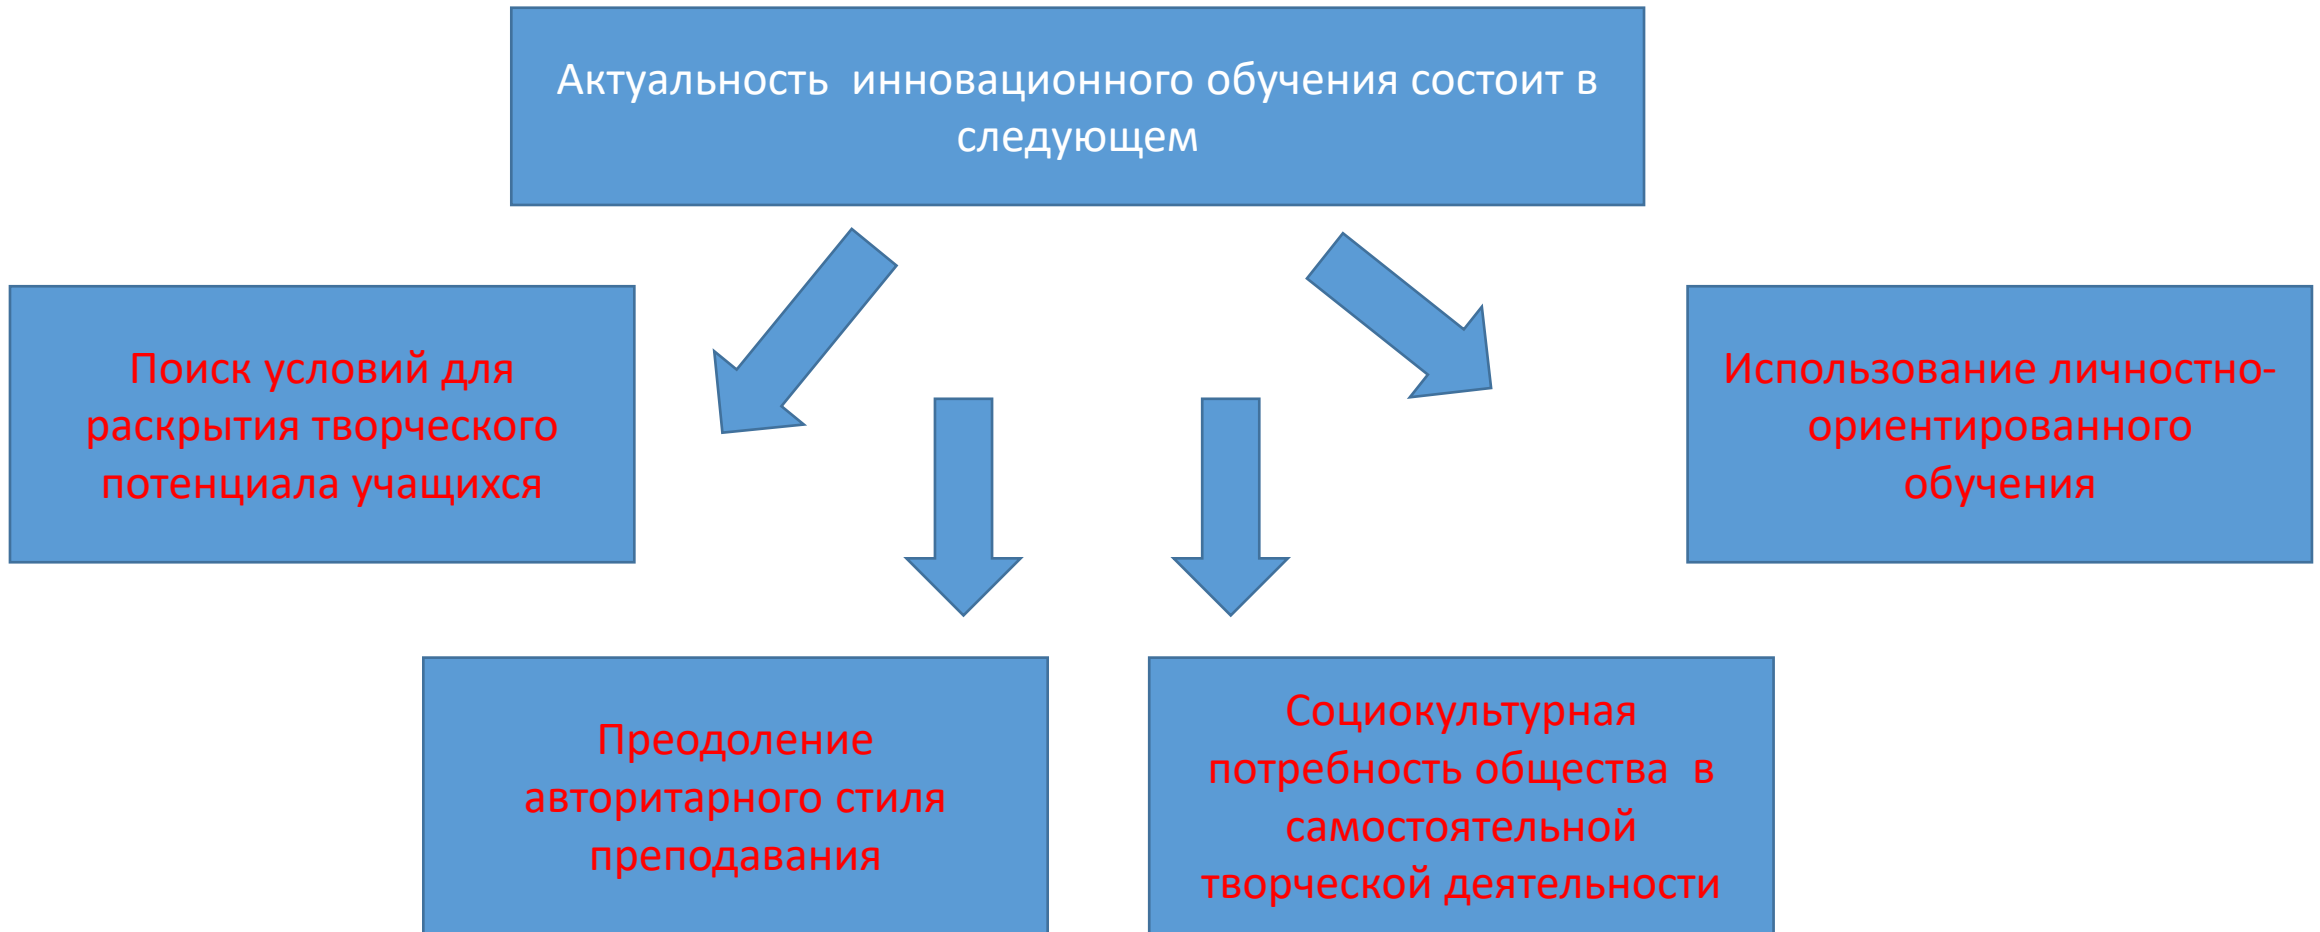 Актуальность  инновационного обучения состоит в
следующем
Поиск условий для
раскрытия творческого
потенциала учащихся
Использование личностно-
ориентированного
обучения
Преодоление
авторитарного стиля
преподавания
Социокультурная
потребность общества  в
самостоятельной
творческой деятельности